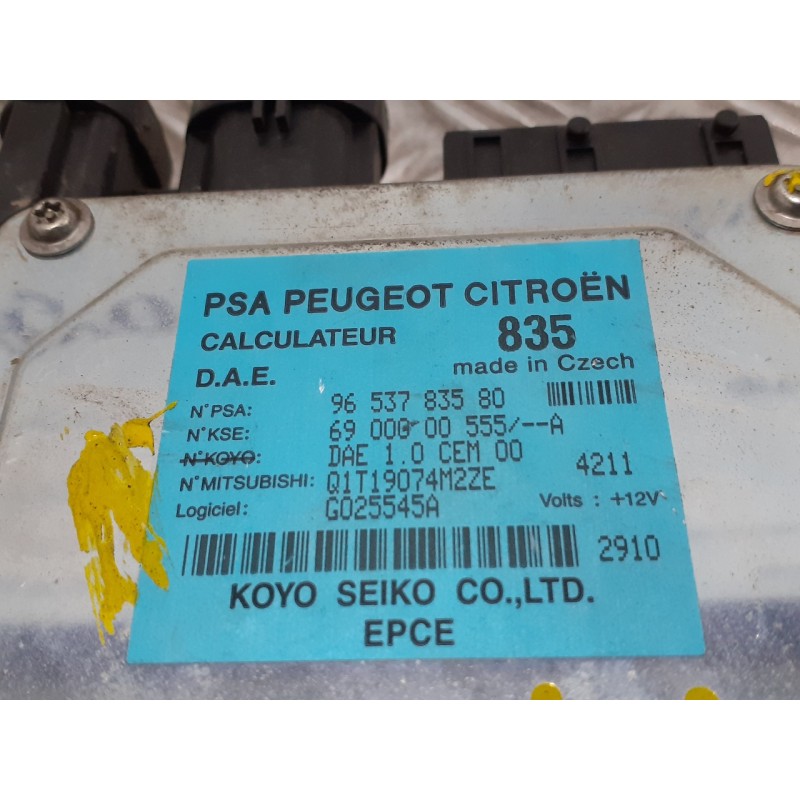 PSA PEUGEOT CITROËN
CALCULATEUR 835
D.A.E. made in Czech
N°PSA: 96 537 835 80
N°KSE: 69 000 00 555/--A
N°KOYO: DAE 1.0 CEM 00
N°MITSUBISHI: Q1T19074M2ZE 4211
Logiciel: G025545A Volts : +12V
2910
KOYO SEIKO CO.,LTD.
EPCE